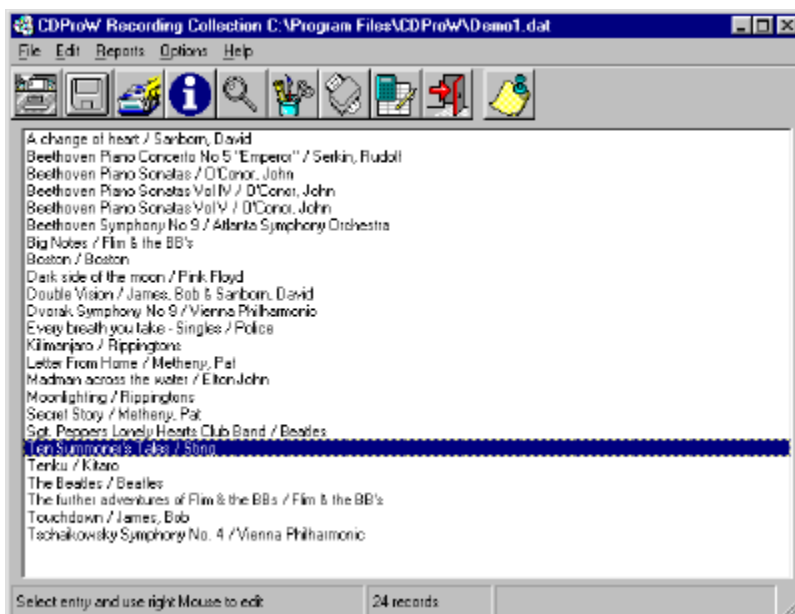 CDProW Recording Collection C:\Program Files\CDProW\Demo1.dat
File Edit Reports Options Help
A change of heart / Sanborn, David
Beethoven Piano Concerto No 5 "Emperor" / Serkin, Rudolf
Beethoven Piano Sonatas / O'Conor, John
Beethoven Piano Sonatas Vol IV / O'Conor, John
Beethoven Piano Sonatas Vol V / O'Conor, John
Beethoven Symphony No 9 / Atlanta Symphony Orchestra
Big Notes / Flim & the BB's
Boston / Boston
Dark side of the moon / Pink Floyd
Double Vision / James, Bob & Sanborn, David
Dvorak Symphony No 9 / Vienna Philharmonic
Every breath you take - Singles / Police
Kilimanjaro / Rippingtons
Letter From Home / Metheny, Pat
Madman across the water / Elton John
Moonlighting / Rippingtons
Secret Story / Metheny, Pat
Sgt. Peppers Lonely Hearts Club Band / Beatles
Ten Summoner's Tales / Sting
Tenku / Kitaro
The Beatles / Beatles
The further adventures of Flim & the BBs / Flim & the BB's
Touchdown / James, Bob
Tschaikowsky Symphony No. 4 / Vienna Philharmonic
Select entry and use right Mouse to edit
24 records